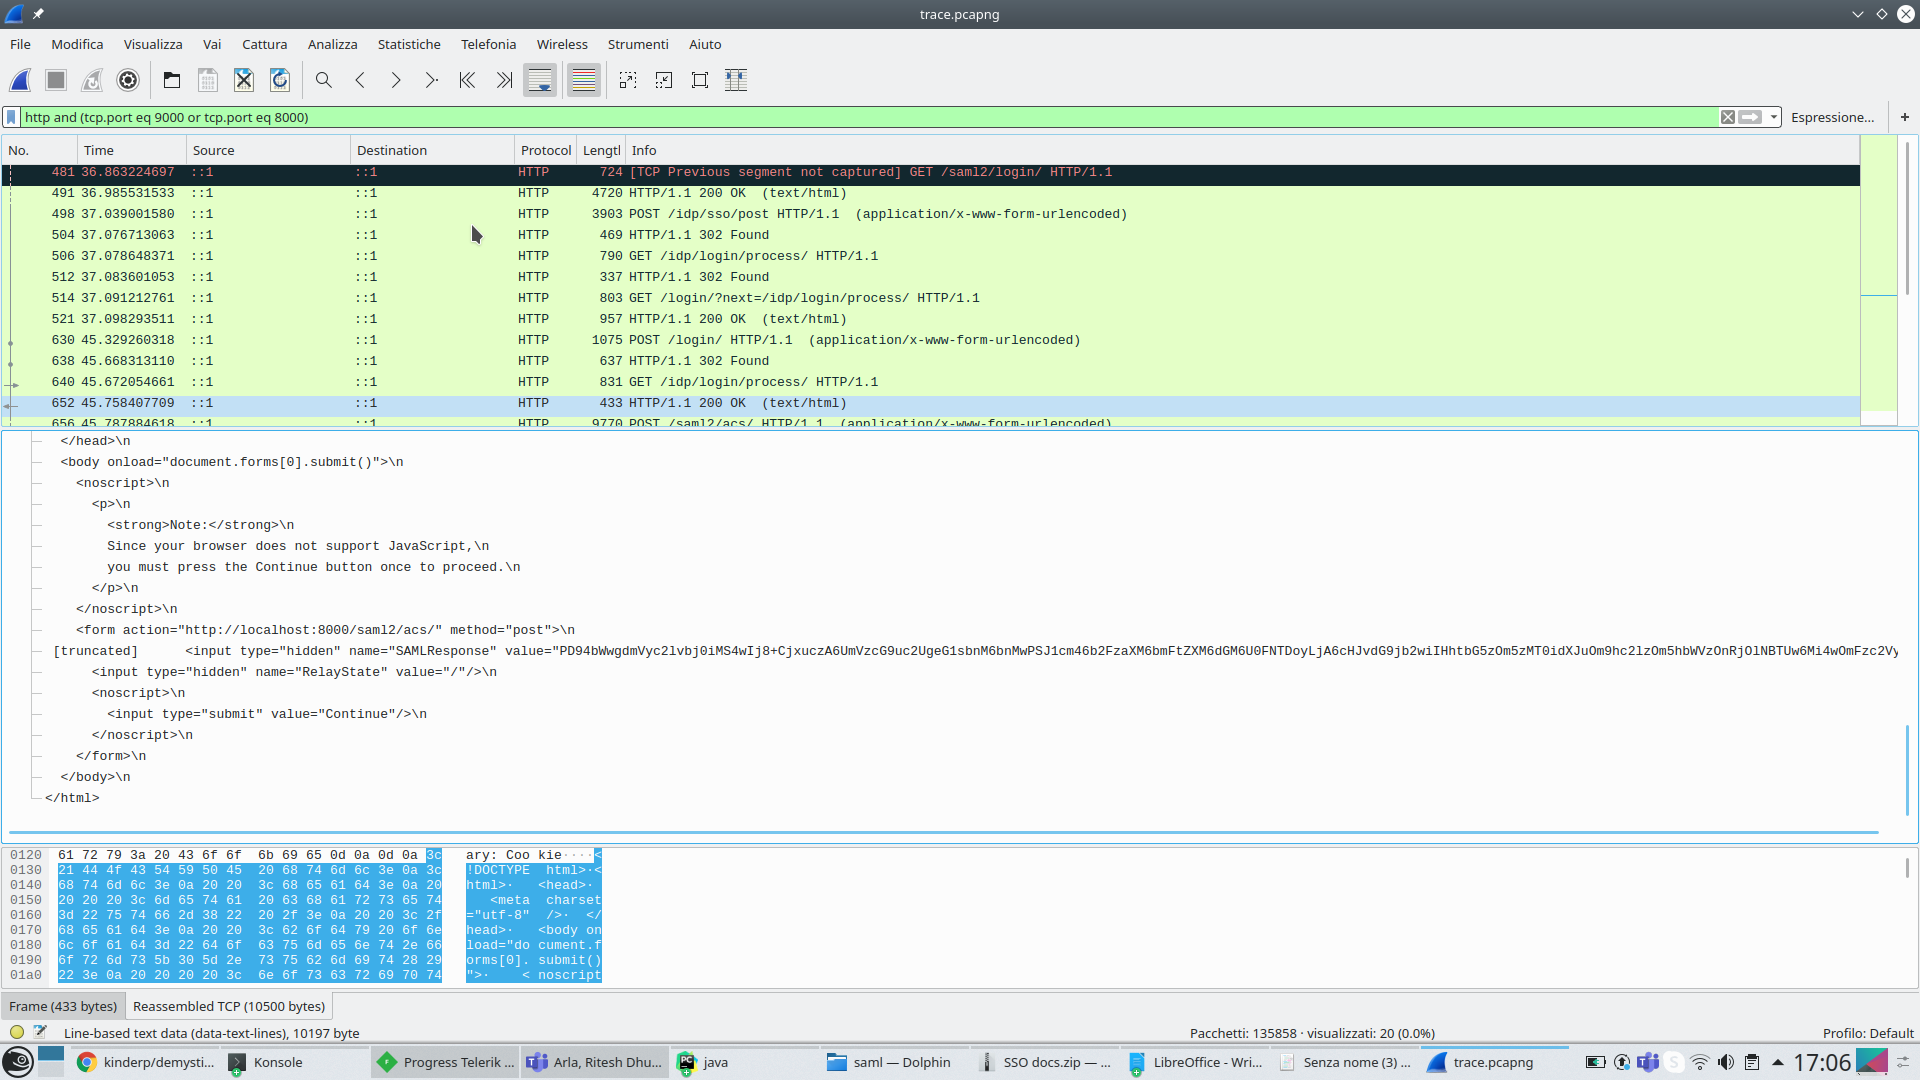 trace.pcapng
File Modifica Visualizza Vai Cattura Analizza Statistiche Telefonia Wireless Strumenti Aiuto
http and (tcp.port eq 9000 or tcp.port eq 8000) Espressione... +
No. Time Source Destination Protocol Lengtl Info
481 36.863224697 ::1 ::1 HTTP 724 [TCP Previous segment not captured] GET /saml2/login/ HTTP/1.1
491 36.985531533 ::1 ::1 HTTP 4720 HTTP/1.1 200 OK (text/html)
498 37.039001580 ::1 ::1 HTTP 3903 POST /idp/sso/post HTTP/1.1 (application/x-www-form-urlencoded)
504 37.076713063 ::1 ::1 HTTP 469 HTTP/1.1 302 Found
506 37.078648371 ::1 ::1 HTTP 790 GET /idp/login/process/ HTTP/1.1
512 37.083601053 ::1 ::1 HTTP 337 HTTP/1.1 302 Found
514 37.091212761 ::1 ::1 HTTP 803 GET /login/?next=/idp/login/process/ HTTP/1.1
521 37.098293511 ::1 ::1 HTTP 957 HTTP/1.1 200 OK (text/html)
630 45.329260318 ::1 ::1 HTTP 1075 POST /login/ HTTP/1.1 (application/x-www-form-urlencoded)
638 45.668313110 ::1 ::1 HTTP 637 HTTP/1.1 302 Found
640 45.672054661 ::1 ::1 HTTP 831 GET /idp/login/process/ HTTP/1.1
652 45.758407709 ::1 ::1 HTTP 433 HTTP/1.1 200 OK (text/html)
656 45.787884618 ::1 ::1 HTTP 9770 POST /saml2/acs/ HTTP/1.1 (application/x-www-form-urlencoded)
</head>\n
<body onload="document.forms[0].submit()">\n
<noscript>\n
<p>\n
<strong>Note:</strong>\n
Since your browser does not support JavaScript,\n
you must press the Continue button once to proceed.\n
</p>\n
</noscript>\n
<form action="http://localhost:8000/saml2/acs/" method="post">\n
[truncated] <input type="hidden" name="SAMLResponse" value="PD94bWwgdmVyc2lvbj0iMS4wIj8+CjxuczA6UmVzcG9uc2UgeG1sbnM6bnMwPSJ1cm46b2FzaXM6bmFtZXM6dGM6U0FNTDoyLjA6cHJvdG9jb2wiIHhtbG5zOm5zMT0idXJuOm9hc2lzOm5hbWVzOnRjOlNBTUw6Mi4wOmFzc2Vy
<input type="hidden" name="RelayState" value="/"/>\n
<noscript>\n
<input type="submit" value="Continue"/>\n
</noscript>\n
</form>\n
</body>\n
</html>
0120 61 72 79 3a 20 43 6f 6f 6b 69 65 0d 0a 0d 0a 3c ary: Coo kie····<
0130 21 44 4f 43 54 59 50 45 20 68 74 6d 6c 3e 0a 3c !DOCTYPE html>·<
0140 68 74 6d 6c 3e 0a 20 20 3c 68 65 61 64 3e 0a 20 html>· <head>·
0150 20 20 20 3c 6d 65 74 61 20 63 68 61 72 73 65 74 <meta charset
0160 3d 22 75 74 66 2d 38 22 20 2f 3e 0a 20 20 3c 2f ="utf-8" />· </
0170 68 65 61 64 3e 0a 20 20 3c 62 6f 64 79 20 6f 6e head>· <body on
0180 6c 6f 61 64 3d 22 64 6f 63 75 6d 65 6e 74 2e 66 load="do cument.f
0190 6f 72 6d 73 5b 30 5d 2e 73 75 62 6d 69 74 28 29 orms[0]. submit()
01a0 22 3e 0a 20 20 20 20 3c 6e 6f 73 63 72 69 70 74 ">· < noscript
Frame (433 bytes) Reassembled TCP (10500 bytes)
Line-based text data (data-text-lines), 10197 byte Pacchetti: 135858 · visualizzati: 20 (0.0%) Profilo: Default
kinderp/demysti... Konsole Progress Telerik ... Arla, Ritesh Dhu... java saml — Dolphin SSO docs.zip — ... LibreOffice - Wri... Senza nome (3) ... trace.pcapng 17:06